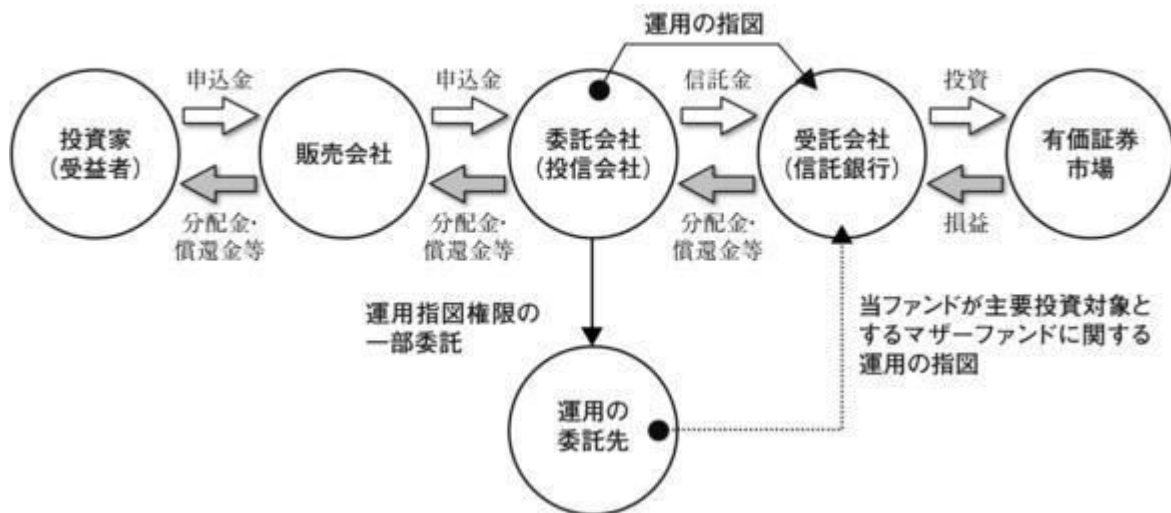 運用の指図
申込金
申込金
信託金
投資
投資家
(受益者)
販売会社
委託会社
(投信会社)
受託会社
(信託銀行)
有価証券
市場
分配金・
償還金等
分配金・
償還金等
分配金・
償還金等
損益
運用指図権限の
一部委託
当ファンドが主要投資対象と
するマザーファンドに関する
運用の指図
運用の
委託先